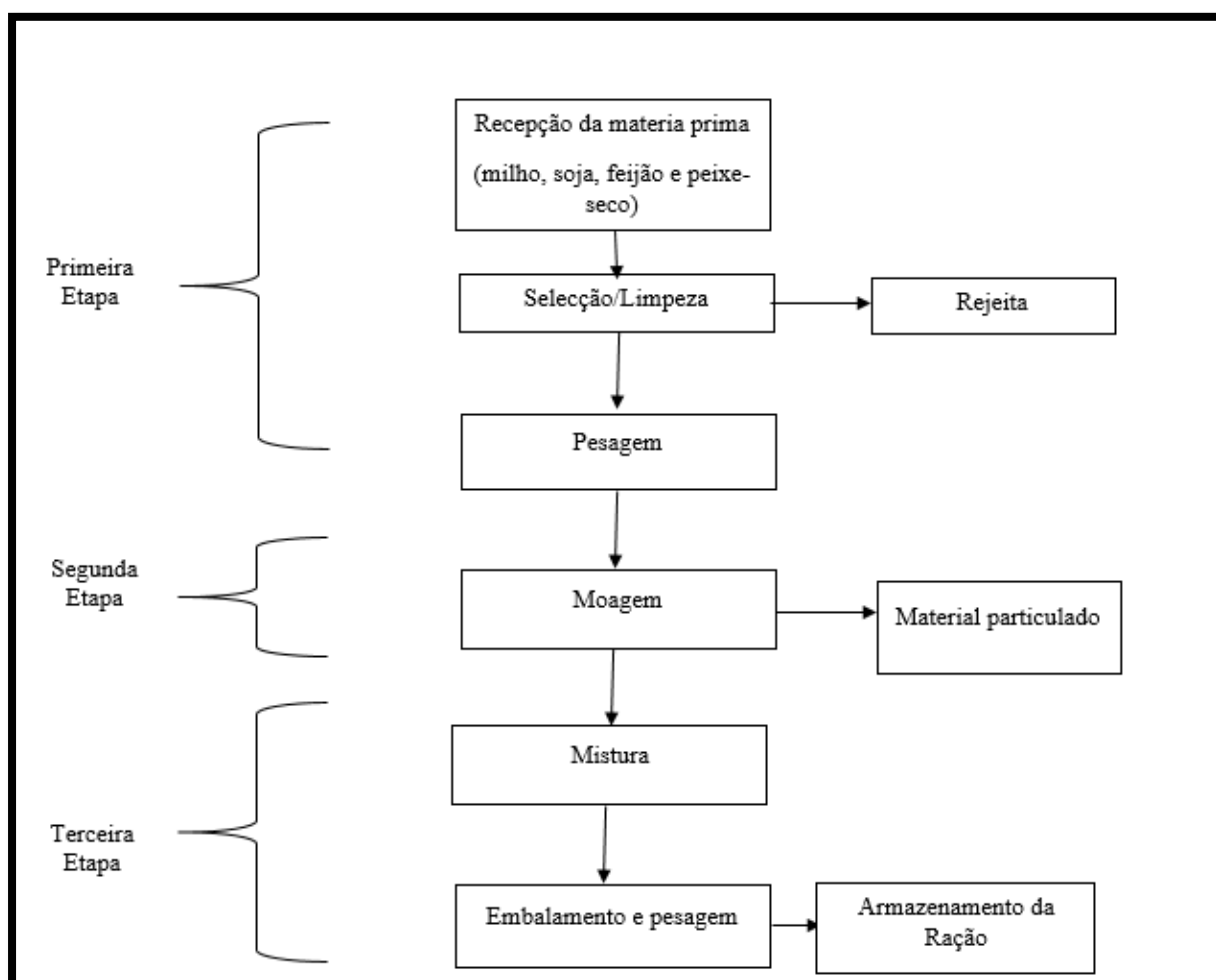 Recepção da materia prima
(milho, soja, feijão e peixe-
seco)
Primeira
Etapa
Selecção/Limpeza
Rejeita
Pesagem
Segunda
Etapa
Moagem
Material particulado
Mistura
Terceira
Etapa
Embalamento e pesagem
Armazenamento da
Ração